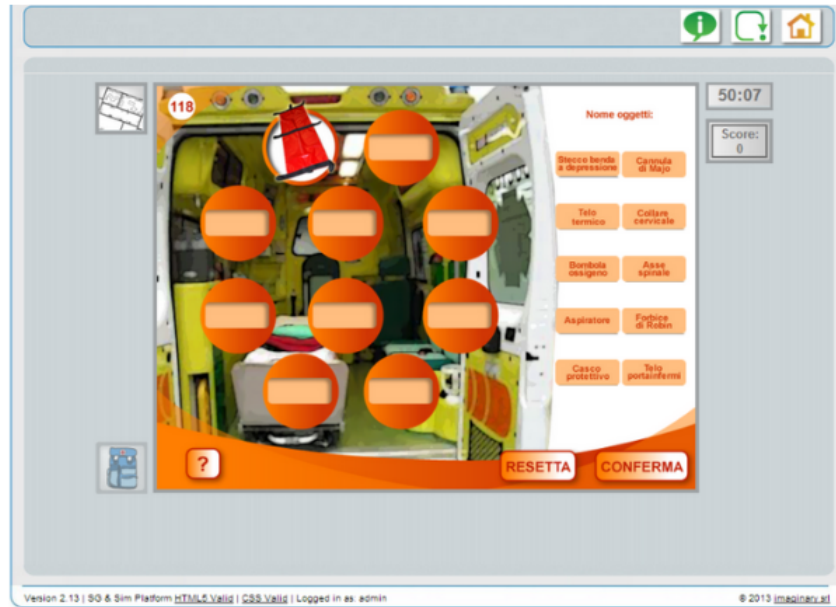 50:07
Score:
0
118
Nome oggetti:
Stecco benda
a depressione
Cannula
di Majo
Telo
termico
Collare
cervicale
Bombola
ossigeno
Asse
spinale
Aspiratore
Forbice
di Robin
Casco
protettivo
Telo
portainfermi
?
RESETTA
CONFERMA
Version 2.13 | SG & Sim Platform HTML5 Valid | CSS Valid | Logged in as: admin
© 2013 imaginary srl